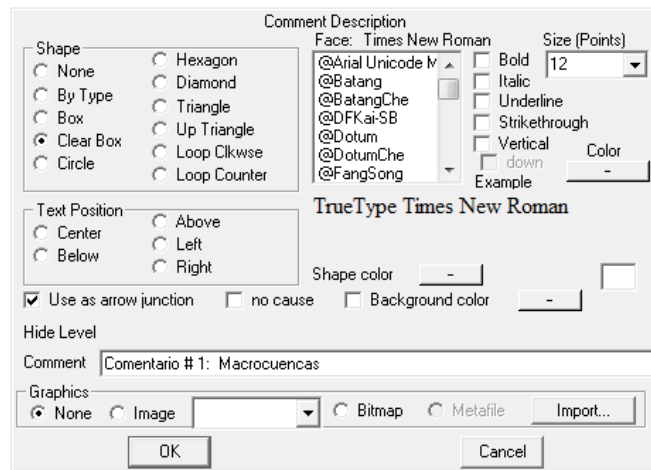 Comment Description
Shape
None
By Type
Box
Clear Box
Circle
Hexagon
Diamond
Triangle
Up Triangle
Loop Clkwse
Loop Counter
Face: Times New Roman
@Arial Unicode M
@Batang
@BatangChe
@DFKai-SB
@Dotum
@DotumChe
@FangSong
Bold
Italic
Underline
Strikethrough
Vertical
down
Size (Points)
12
Color
-
Example
TrueType Times New Roman
Text Position
Center
Below
Above
Left
Right
Shape color -
Use as arrow junction no cause Background color -
Hide Level
Comment Comentario # 1: Macrocuencas
Graphics
None Image Bitmap Metafile Import...
OK Cancel